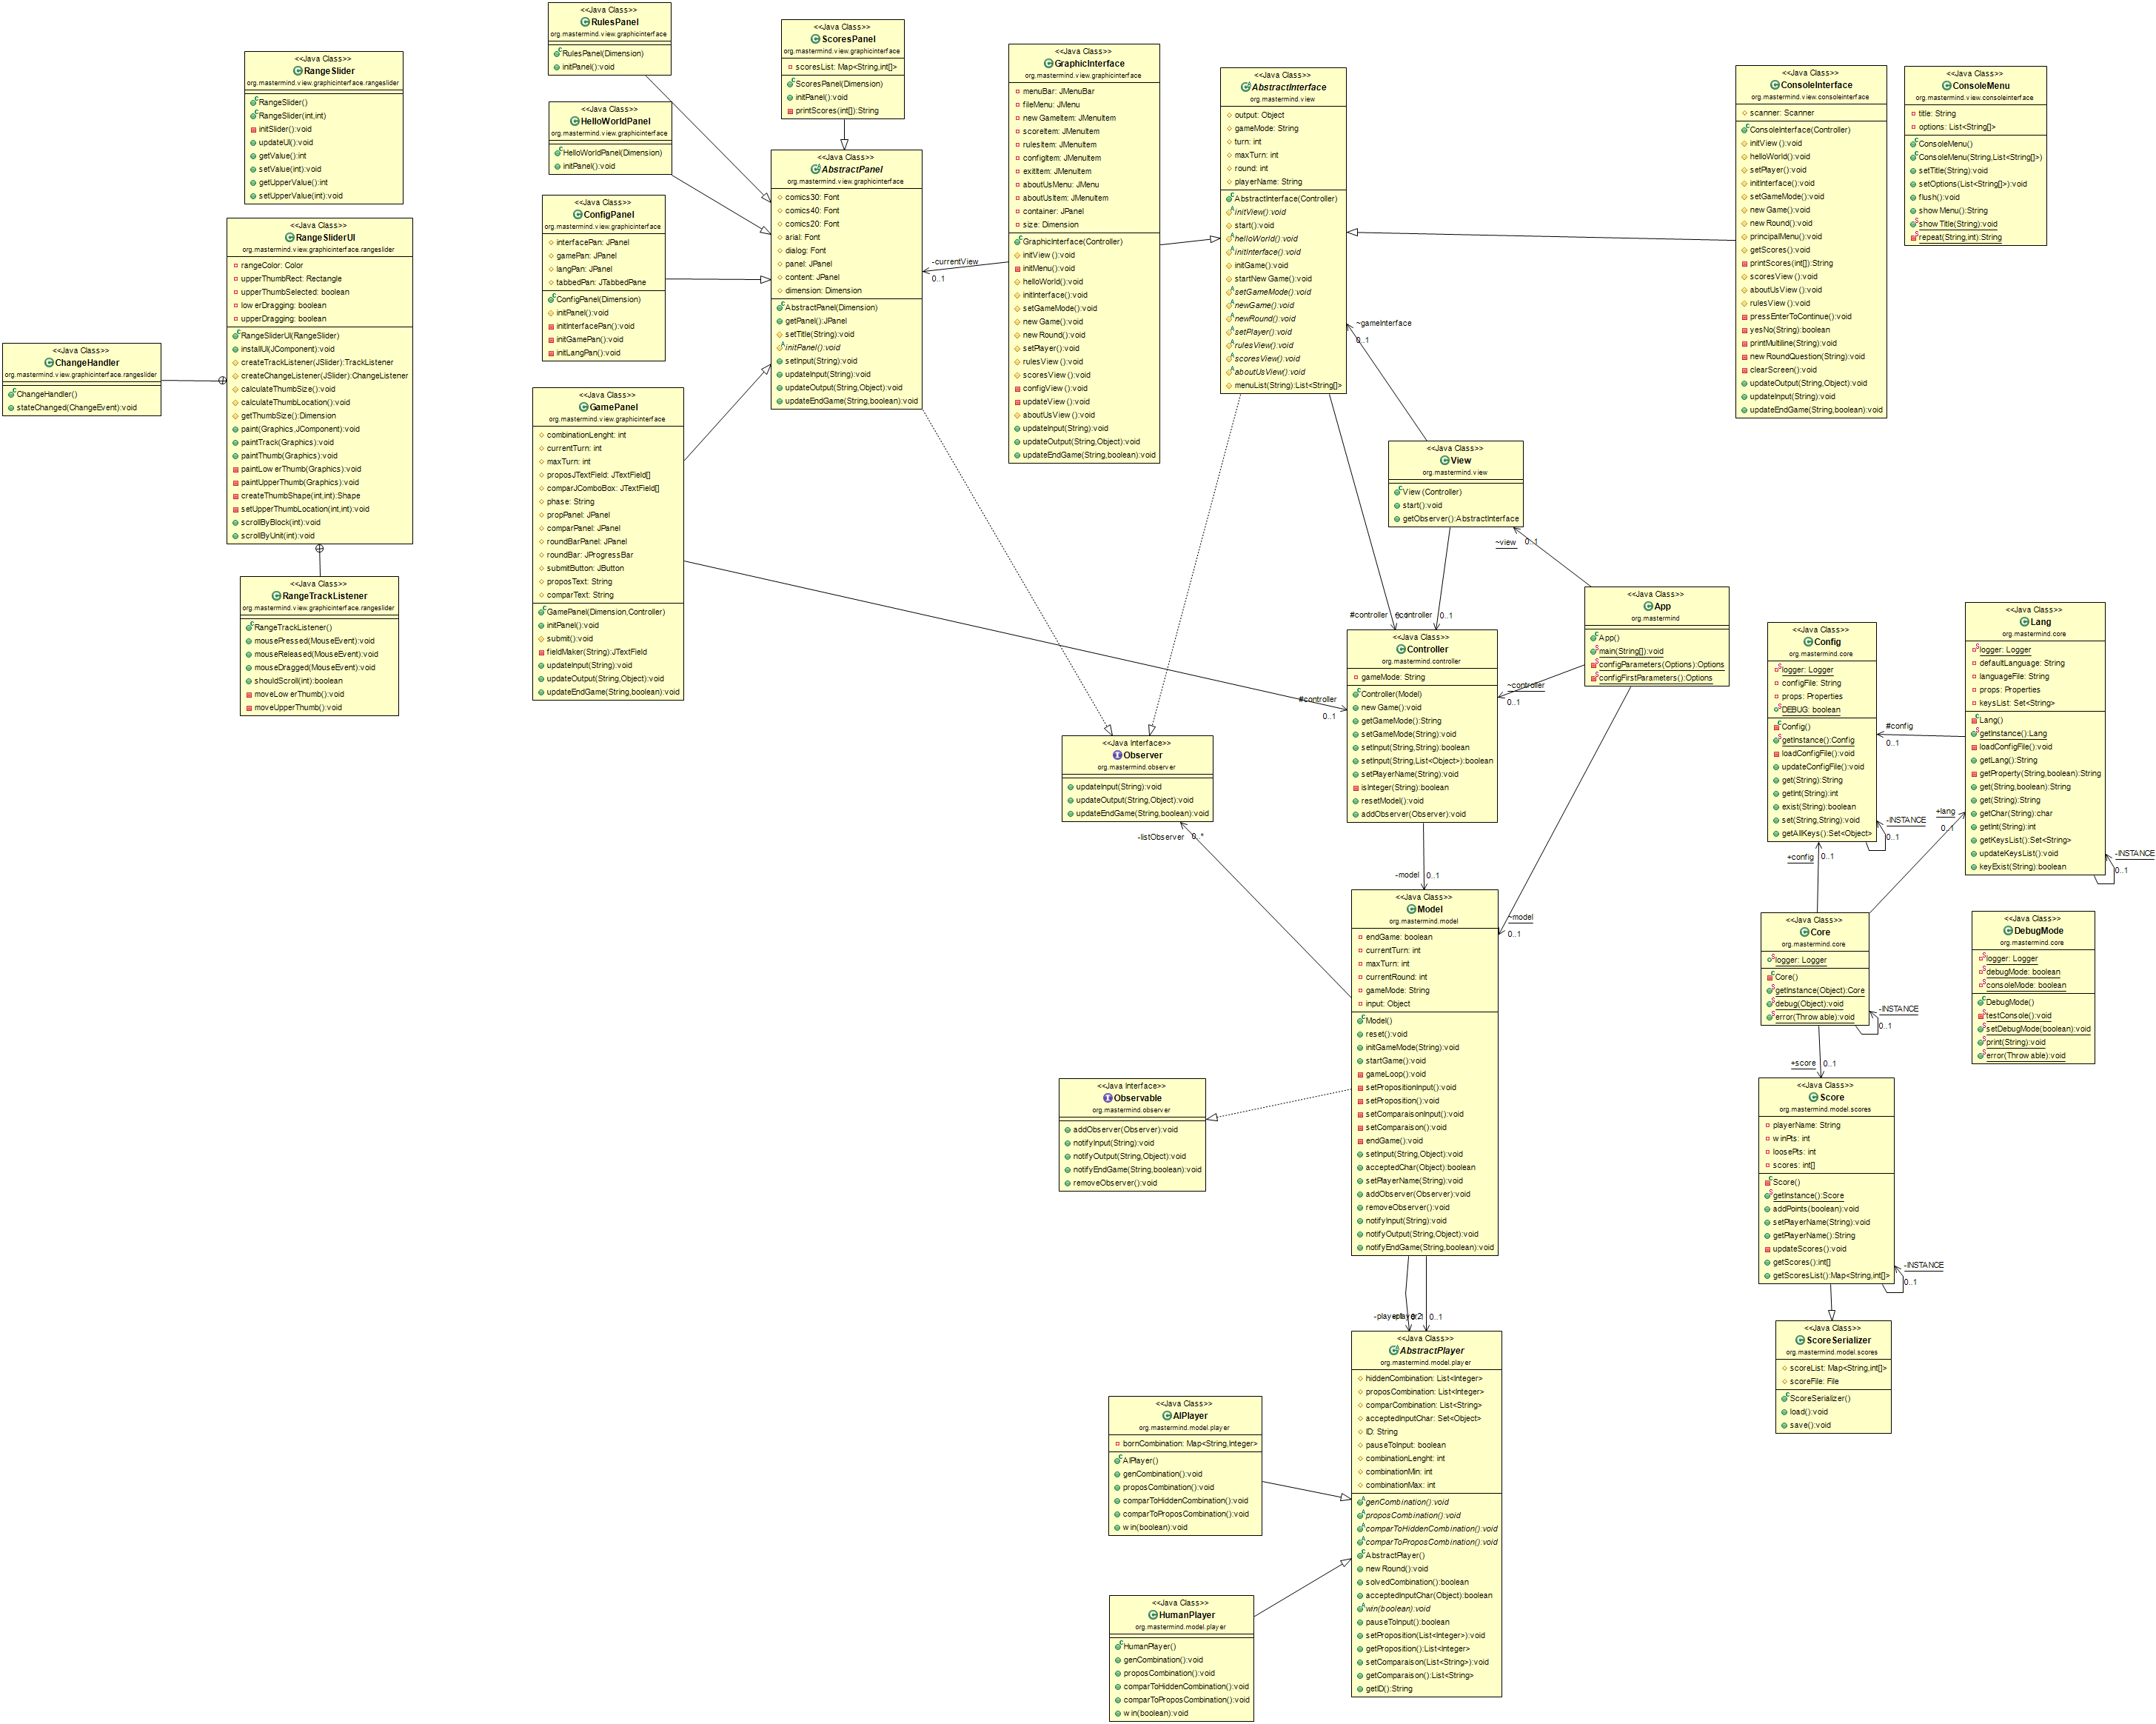 <<Java Class>>
RulesPanel
org.mastermind.view.graphicinterface
RulesPanel(Dimension)
initPanel():void
<<Java Class>>
ScoresPanel
org.mastermind.view.graphicinterface
scoresList: Map<String,int[]>
ScoresPanel(Dimension)
initPanel():void
printScores(int[]):String
<<Java Class>>
RangeSlider
org.mastermind.view.graphicinterface.rangeslider
RangeSlider()
RangeSlider(int,int)
initSlider():void
updateUI():void
getValue():int
setValue(int):void
getUpperValue():int
setUpperValue(int):void
<<Java Class>>
HelloWorldPanel
org.mastermind.view.graphicinterface
HelloWorldPanel(Dimension)
initPanel():void
<<Java Class>>
ConfigPanel
org.mastermind.view.graphicinterface
interfacePan: JPanel
gamePan: JPanel
langPan: JPanel
tabbedPan: JTabbedPane
ConfigPanel(Dimension)
initPanel():void
initInterfacePan():void
initGamePan():void
initLangPan():void
<<Java Class>>
AbstractPanel
org.mastermind.view.graphicinterface
comics30: Font
comics40: Font
comics20: Font
arial: Font
dialog: Font
panel: JPanel
content: JPanel
dimension: Dimension
AbstractPanel(Dimension)
getPanel():JPanel
setTitle(String):void
initPanel():void
setInput(String):void
updateInput(String):void
updateOutput(String,Object):void
updateEndGame(String,boolean):void
<<Java Class>>
GraphicInterface
org.mastermind.view.graphicinterface
menuBar: JMenuBar
fileMenu: JMenu
newGameItem: JMenuItem
scoreItem: JMenuItem
rulesItem: JMenuItem
configItem: JMenuItem
exitItem: JMenuItem
aboutUsMenu: JMenu
aboutUsItem: JMenuItem
container: JPanel
size: Dimension
GraphicInterface(Controller)
initView():void
initMenu():void
helloWorld():void
initInterface():void
setGameMode():void
newGame():void
newRound():void
setPlayer():void
rulesView():void
scoresView():void
configView():void
updateView():void
aboutUsView():void
updateInput(String):void
updateOutput(String,Object):void
updateEndGame(String,boolean):void
-currentView
0..1
<<Java Class>>
AbstractInterface
org.mastermind.view
output: Object
gameMode: String
turn: int
maxTurn: int
round: int
playerName: String
AbstractInterface(Controller)
initView():void
start():void
helloWorld():void
initInterface():void
initGame():void
startNewGame():void
setGameMode():void
newGame():void
newRound():void
setPlayer():void
rulesView():void
scoresView():void
aboutUsView():void
menuList(String):List<String[]>
~gameInterface
0..1
<<Java Class>>
ConsoleInterface
org.mastermind.view.consoleinterface
scanner: Scanner
ConsoleInterface(Controller)
initView():void
helloWorld():void
setPlayer():void
initInterface():void
setGameMode():void
newGame():void
newRound():void
principalMenu():void
getScores():void
printScores(int[]):String
scoresView():void
aboutUsView():void
rulesView():void
pressEnterToContinue():void
yesNo(String):boolean
printMultiline(String):void
newRoundQuestion(String):void
clearScreen():void
updateOutput(String,Object):void
updateInput(String):void
updateEndGame(String,boolean):void
<<Java Class>>
ConsoleMenu
org.mastermind.view.consoleinterface
title: String
options: List<String[]>
ConsoleMenu()
ConsoleMenu(String,List<String[]>)
setTitle(String):void
setOptions(List<String[]>):void
flush():void
showMenu():String
showTitle(String):void
repeat(String,int):String
<<Java Class>>
RangeSliderUI
org.mastermind.view.graphicinterface.rangeslider
rangeColor: Color
upperThumbRect: Rectangle
upperThumbSelected: boolean
lowerDragging: boolean
upperDragging: boolean
RangeSliderUI(RangeSlider)
installUI(JComponent):void
createTrackListener(JSlider):TrackListener
createChangeListener(JSlider):ChangeListener
calculateThumbSize():void
calculateThumbLocation():void
getThumbSize():Dimension
paint(Graphics,JComponent):void
paintTrack(Graphics):void
paintThumb(Graphics):void
paintLowerThumb(Graphics):void
paintUpperThumb(Graphics):void
createThumbShape(int,int):Shape
setUpperThumbLocation(int,int):void
scrollByBlock(int):void
scrollByUnit(int):void
<<Java Class>>
ChangeHandler
org.mastermind.view.graphicinterface.rangeslider
ChangeHandler()
stateChanged(ChangeEvent):void
<<Java Class>>
RangeTrackListener
org.mastermind.view.graphicinterface.rangeslider
RangeTrackListener()
mousePressed(MouseEvent):void
mouseReleased(MouseEvent):void
mouseDragged(MouseEvent):void
shouldScroll(int):boolean
moveLowerThumb():void
moveUpperThumb():void
<<Java Class>>
GamePanel
org.mastermind.view.graphicinterface
combinationLenght: int
currentTurn: int
maxTurn: int
proposJTextField: JTextField[]
comparJComboBox: JTextField[]
phase: String
propPanel: JPanel
comparPanel: JPanel
roundBarPanel: JPanel
roundBar: JProgressBar
submitButton: JButton
proposText: String
comparText: String
GamePanel(Dimension,Controller)
initPanel():void
submit():void
fieldMaker(String):JTextField
updateInput(String):void
updateOutput(String,Object):void
updateEndGame(String,boolean):void
#controller
0..1
<<Java Class>>
View
org.mastermind.view
View(Controller)
start():void
getObserver():AbstractInterface
~view
0..1
#controller
controller
0..1
<<Java Class>>
App
org.mastermind
App()
main(String[]):void
configParameters(Options):Options
configFirstParameters():Options
~controller
0..1
<<Java Class>>
Controller
org.mastermind.controller
gameMode: String
Controller(Model)
newGame():void
getGameMode():String
setGameMode(String):void
setInput(String,String):boolean
setInput(String,List<Object>):boolean
setPlayerName(String):void
isInteger(String):boolean
resetModel():void
addObserver(Observer):void
<<Java Interface>>
Observer
org.mastermind.observer
updateInput(String):void
updateOutput(String,Object):void
updateEndGame(String,boolean):void
-listObserver
0..*
<<Java Class>>
Config
org.mastermind.core
logger: Logger
configFile: String
props: Properties
DEBUG: boolean
Config()
getInstance():Config
loadConfigFile():void
updateConfigFile():void
get(String):String
getInt(String):int
exist(String):boolean
set(String,String):void
getAllKeys():Set<Object>
-INSTANCE
0..1
<<Java Class>>
Lang
org.mastermind.core
logger: Logger
defaultLanguage: String
languageFile: String
props: Properties
keysList: Set<String>
Lang()
getInstance():Lang
loadConfigFile():void
getLang():String
getProperty(String,boolean):String
get(String,boolean):String
get(String):String
getChar(String):char
getInt(String):int
getKeysList():Set<String>
updateKeysList():void
keyExist(String):boolean
#config
0..1
+lang
0..1
-INSTANCE
0..1
+config
0..1
-model
0..1
~model
0..1
<<Java Class>>
Model
org.mastermind.model
endGame: boolean
currentTurn: int
maxTurn: int
currentRound: int
gameMode: String
input: Object
Model()
reset():void
initGameMode(String):void
startGame():void
gameLoop():void
setPropositionInput():void
setProposition():void
setComparaisonInput():void
setComparaison():void
endGame():void
setInput(String,Object):void
acceptedChar(Object):boolean
setPlayerName(String):void
addObserver(Observer):void
removeObserver():void
notifyInput(String):void
notifyOutput(String,Object):void
notifyEndGame(String,boolean):void
<<Java Class>>
Core
org.mastermind.core
logger: Logger
Core()
getInstance(Object):Core
debug(Object):void
error(Throwable):void
-INSTANCE
0..1
<<Java Class>>
DebugMode
org.mastermind.core
logger: Logger
debugMode: boolean
consoleMode: boolean
DebugMode()
testConsole():void
setDebugMode(boolean):void
print(String):void
error(Throwable):void
+score
0..1
<<Java Interface>>
Observable
org.mastermind.observer
addObserver(Observer):void
notifyInput(String):void
notifyOutput(String,Object):void
notifyEndGame(String,boolean):void
removeObserver():void
<<Java Class>>
Score
org.mastermind.model.scores
playerName: String
winPts: int
loosePts: int
scores: int[]
Score()
getInstance():Score
addPoints(boolean):void
setPlayerName(String):void
getPlayerName():String
updateScores():void
getScores():int[]
getScoresList():Map<String,int[]>
-INSTANCE
0..1
<<Java Class>>
ScoreSerializer
org.mastermind.model.scores
scoreList: Map<String,int[]>
scoreFile: File
ScoreSerializer()
load():void
save():void
0..1
<<Java Class>>
AbstractPlayer
org.mastermind.model.player
hiddenCombination: List<Integer>
proposCombination: List<Integer>
comparCombination: List<String>
acceptedInputChar: Set<Object>
ID: String
pauseToInput: boolean
combinationLenght: int
combinationMin: int
combinationMax: int
genCombination():void
proposCombination():void
comparToHiddenCombination():void
comparToProposCombination():void
AbstractPlayer()
newRound():void
solvedCombination():boolean
acceptedInputChar(Object):boolean
win(boolean):void
pauseToInput():boolean
setProposition(List<Integer>):void
getProposition():List<Integer>
setComparaison(List<String>):void
getComparaison():List<String>
getID():String
<<Java Class>>
AIPlayer
org.mastermind.model.player
bornCombination: Map<String,Integer>
AIPlayer()
genCombination():void
proposCombination():void
comparToHiddenCombination():void
comparToProposCombination():void
win(boolean):void
<<Java Class>>
HumanPlayer
org.mastermind.model.player
HumanPlayer()
genCombination():void
proposCombination():void
comparToHiddenCombination():void
comparToProposCombination():void
win(boolean):void